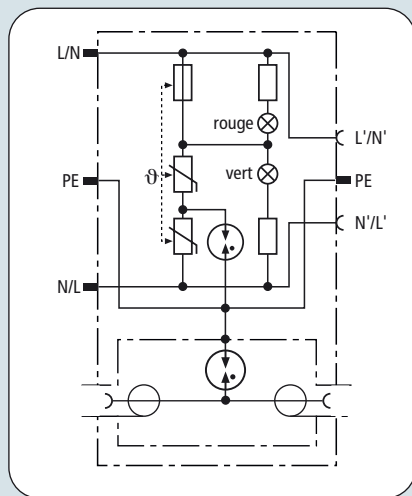 L/N
rouge
L'/N'
PE
ϑ
vert
PE
N'/L'
N/L